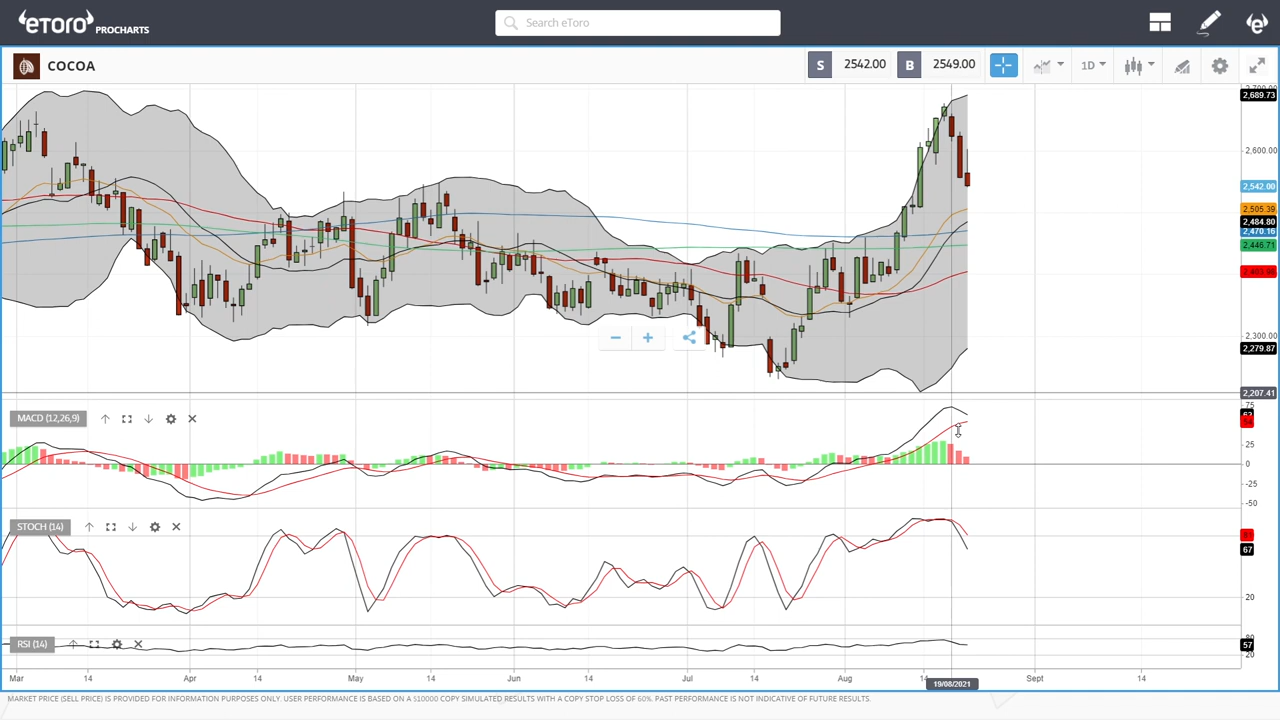 eToro PROCHARTS
Search eToro
COCOA
S 2542.00 B 2549.00
1D
2,689.73
2,600.00
2,542.00
2,505.39
2,484.80
2,470.16
2,446.71
2,300.00
2,279.87
2,207.41
MACD (12,26,9)
75
25
0
-25
-50
STOCH (14)
67
20
RSI (14)
80
57
20
Mar 14 Apr 14 May 14 Jun 14 Jul 14 Aug 14 Sept 14
19/08/2021
MARKET PRICE (SELL PRICE) IS PROVIDED FOR INFORMATION PURPOSES ONLY. USER PERFORMANCE IS BASED ON A $10000 COPY SIMULATED RESULTS WITH A COPY STOP LOSS OF 60%. PAST PERFORMANCE IS NOT INDICATIVE OF FUTURE RESULTS.